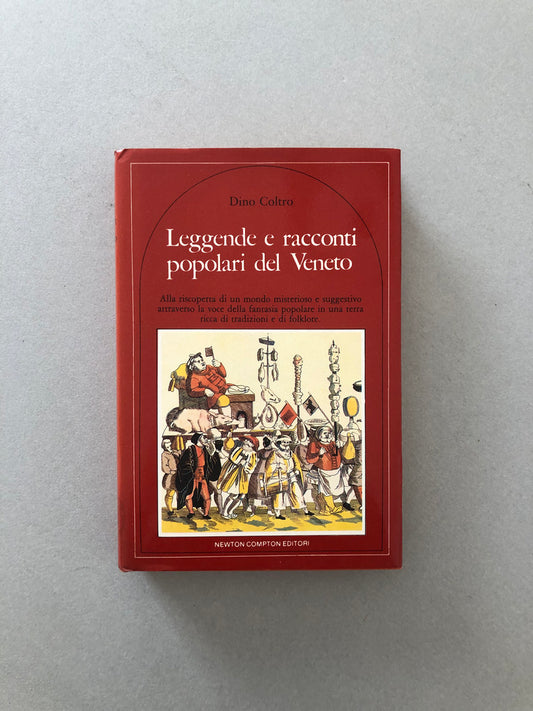 Dino Coltro
Leggende e racconti
popolari del Veneto
Alla riscoperta di un mondo misterioso e suggestivo
attraverso la voce della fantasia popolare in una terra
ricca di tradizioni e di folklore.
NEWTON COMPTON EDITORI